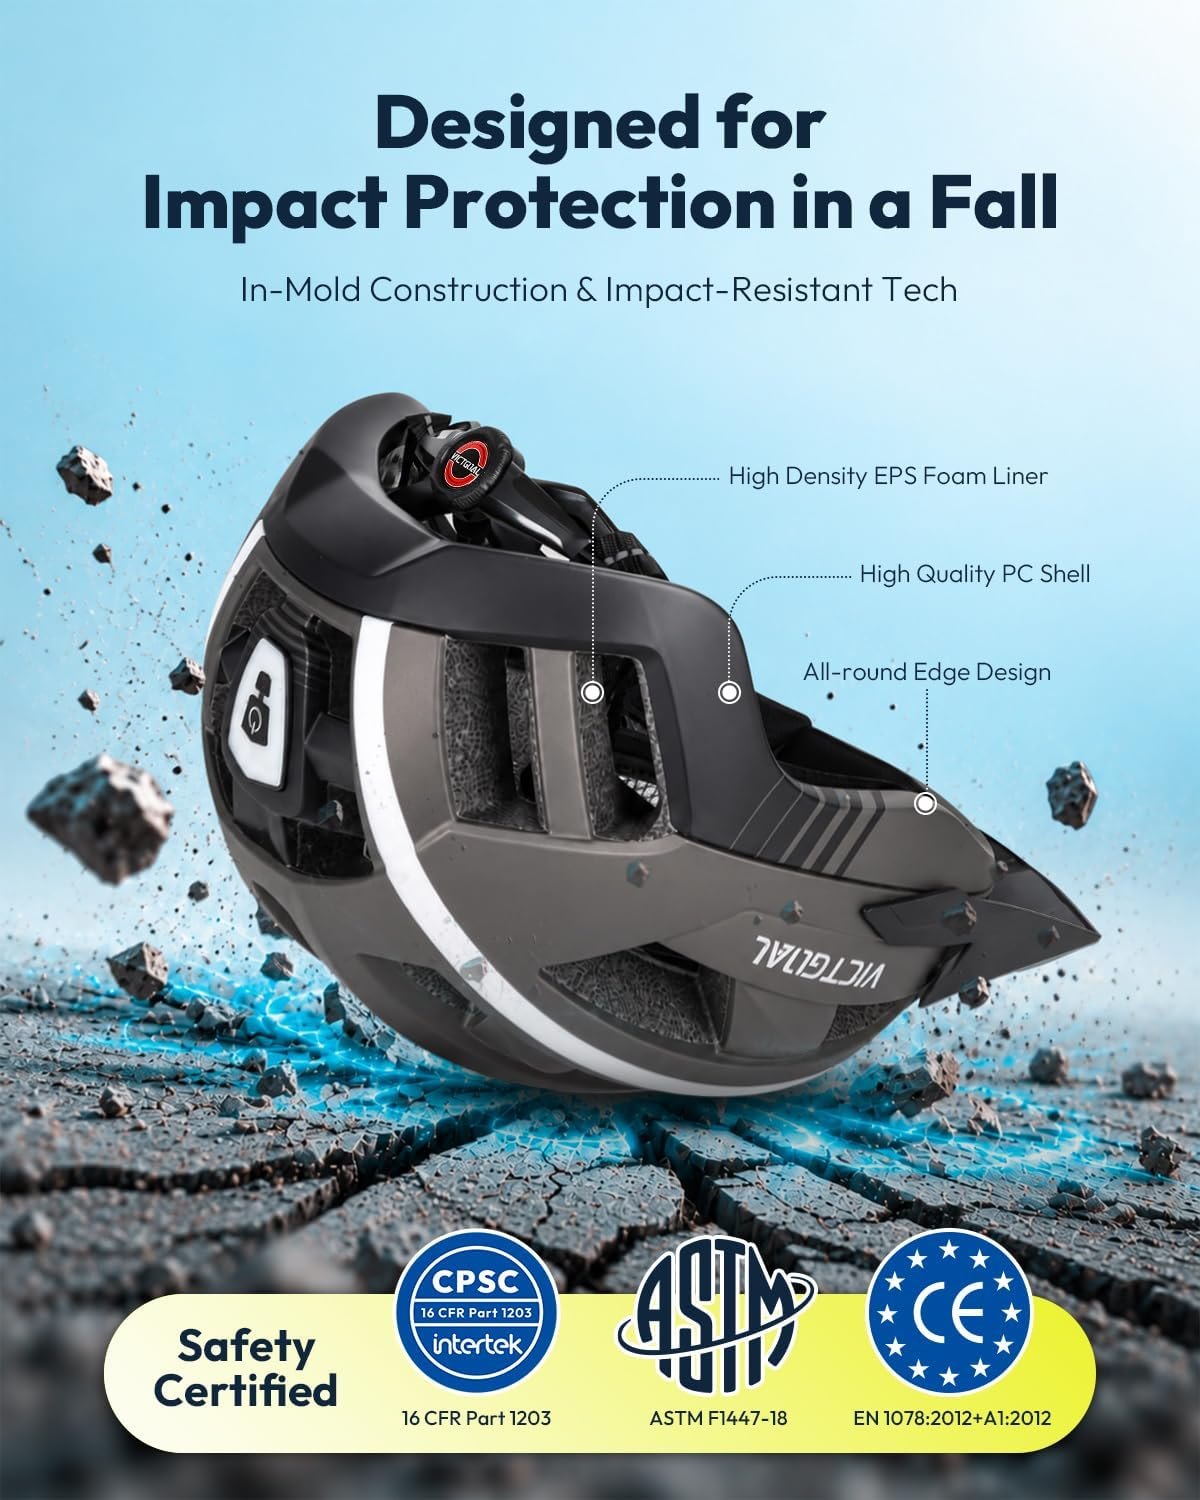 Designed for
Impact Protection in a Fall
In-Mold Construction & Impact-Resistant Tech
VICTGOAL
High Density EPS Foam Liner
High Quality PC Shell
All-round Edge Design
VICTGOAL
Safety
Certified
CPSC
16 CFR Part 1203
intertek
16 CFR Part 1203
ASTM
ASTM F1447-18
CE
EN 1078:2012+A1:2012